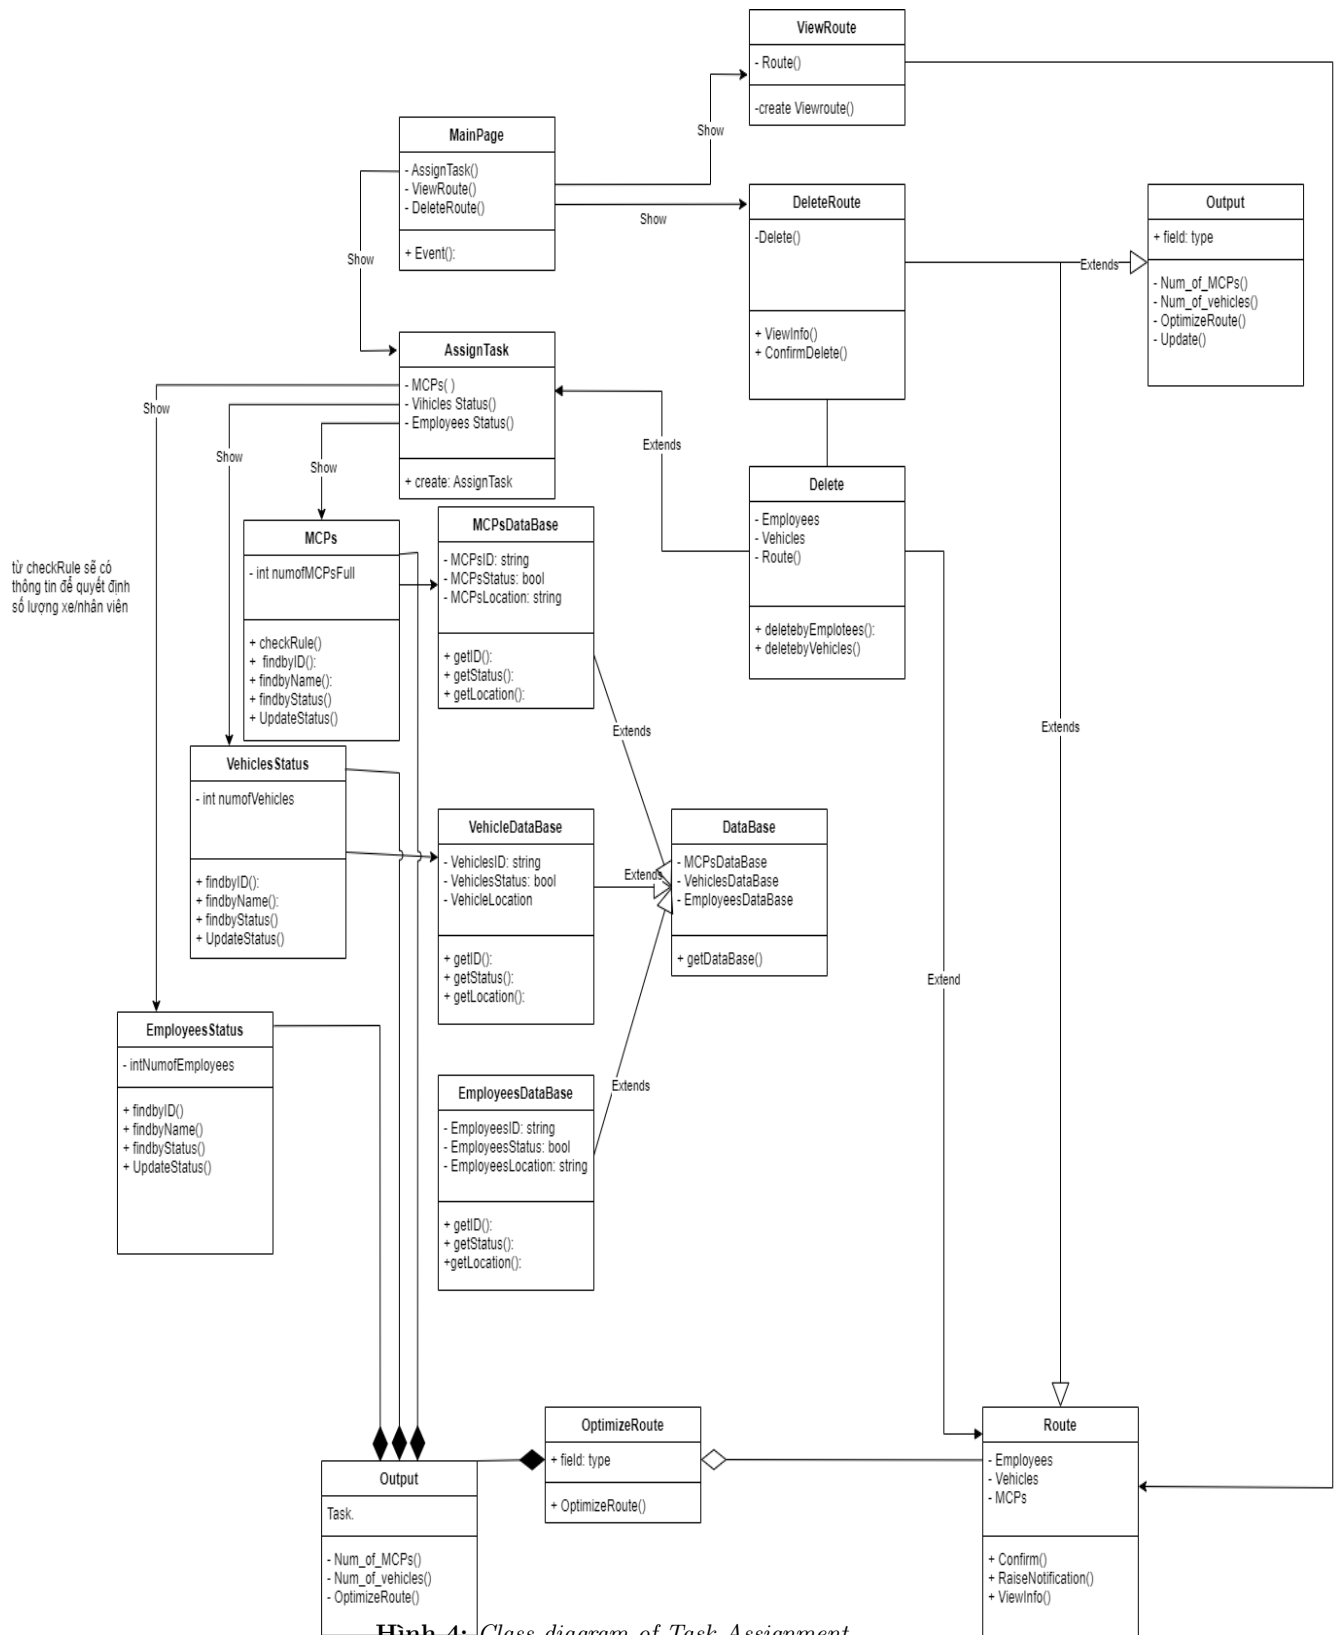 ViewRoute
- Route()
-create Viewroute()
Show
MainPage
- AssignTask()
- ViewRoute()
- DeleteRoute()
+ Event():
Show
Show
DeleteRoute
-Delete()
+ ViewInfo()
+ ConfirmDelete()
Extends
Output
+ field: type
- Num_of_MCPs()
- Num_of_vehicles()
- OptimizeRoute()
- Update()
AssignTask
- MCPs( )
- Vihicles Status()
- Employees Status()
+ create: AssignTask
Show
Show
Show
Extends
Delete
- Employees
- Vehicles
- Route()
+ deletebyEmplotees():
+ deletebyVehicles()
từ checkRule sẽ có
thông tin để quyết định
số lượng xe/nhân viên
MCPs
- int numofMCPsFull
+ checkRule()
+ findbyID():
+ findbyName():
+ findbyStatus()
+ UpdateStatus()
MCPsDataBase
- MCPsID: string
- MCPsStatus: bool
- MCPsLocation: string
+ getID():
+ getStatus():
+ getLocation():
Extends
Extends
VehiclesStatus
- int numofVehicles
+ findbyID():
+ findbyName():
+ findbyStatus()
+ UpdateStatus()
VehicleDataBase
- VehiclesID: string
- VehiclesStatus: bool
- VehicleLocation
+ getID():
+ getStatus():
+ getLocation():
Extends
DataBase
- MCPsDataBase
- VehiclesDataBase
- EmployeesDataBase
+ getDataBase()
Extend
EmployeesStatus
- intNumofEmployees
+ findbyID()
+ findbyName()
+ findbyStatus()
+ UpdateStatus()
EmployeesDataBase
- EmployeesID: string
- EmployeesStatus: bool
- EmployeesLocation: string
+ getID():
+ getStatus():
+getLocation():
Extends
Output
Task.
- Num_of_MCPs()
- Num_of_vehicles()
- OptimizeRoute()
OptimizeRoute
+ field: type
+ OptimizeRoute()
Route
- Employees
- Vehicles
- MCPs
+ Confirm()
+ RaiseNotification()
+ ViewInfo()
Hình 4: Class diagram of Task Assignment